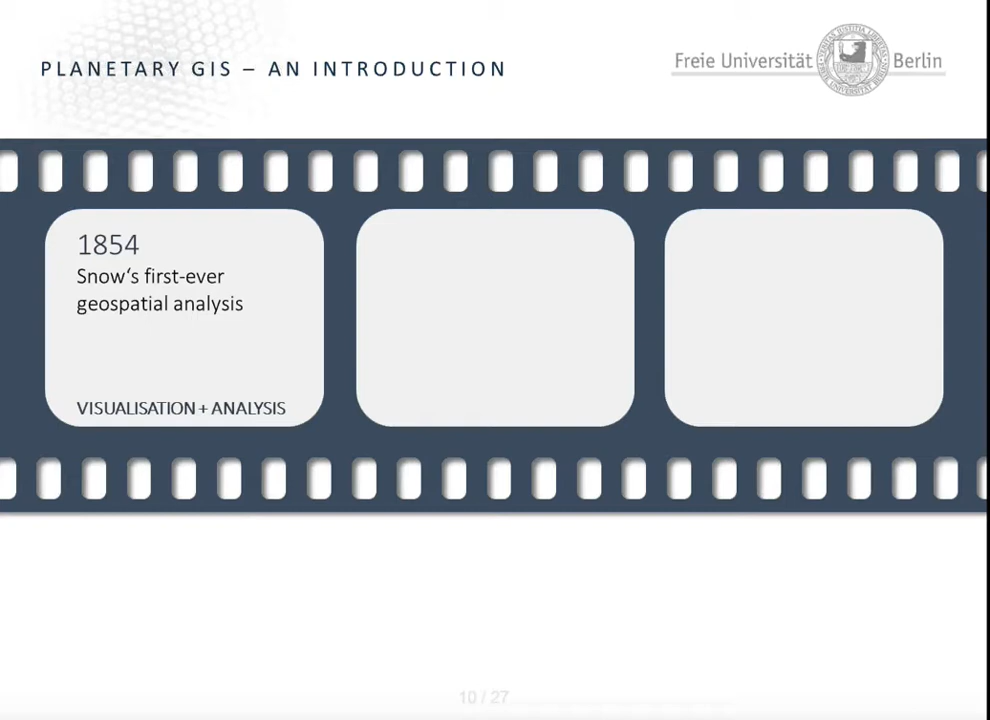 PLANETARY GIS – AN INTRODUCTION
Freie Universität Berlin
1854
Snow‘s first-ever
geospatial analysis
VISUALISATION + ANALYSIS
10 / 27